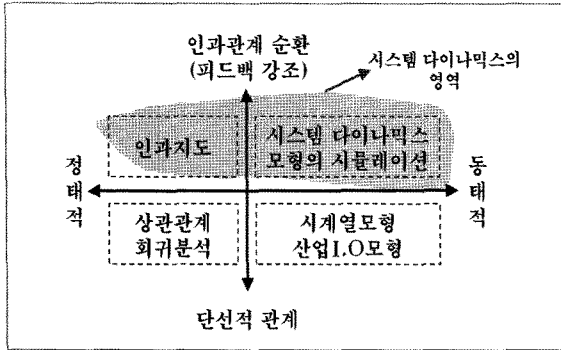 인과관계 순환
(피드백 강조)
시스템 다이나믹스의
영역
인과지도
시스템 다이나믹스
모형의 시뮬레이션
정태적
동태적
상관관계
회귀분석
시계열모형
산업I.O모형
단선적 관계